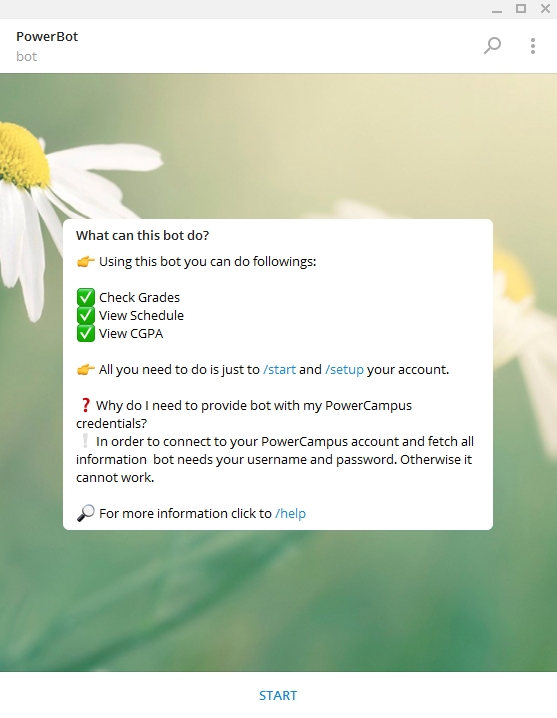 PowerBot
bot
What can this bot do?
👉 Using this bot you can do followings:
✅ Check Grades
✅ View Schedule
✅ View CGPA
👉 All you need to do is just to /start and /setup your account.
❓ Why do I need to provide bot with my PowerCampus
credentials?
❕ In order to connect to your PowerCampus account and fetch all
information  bot needs your username and password. Otherwise it
cannot work.
🔎 For more information click to /help
START